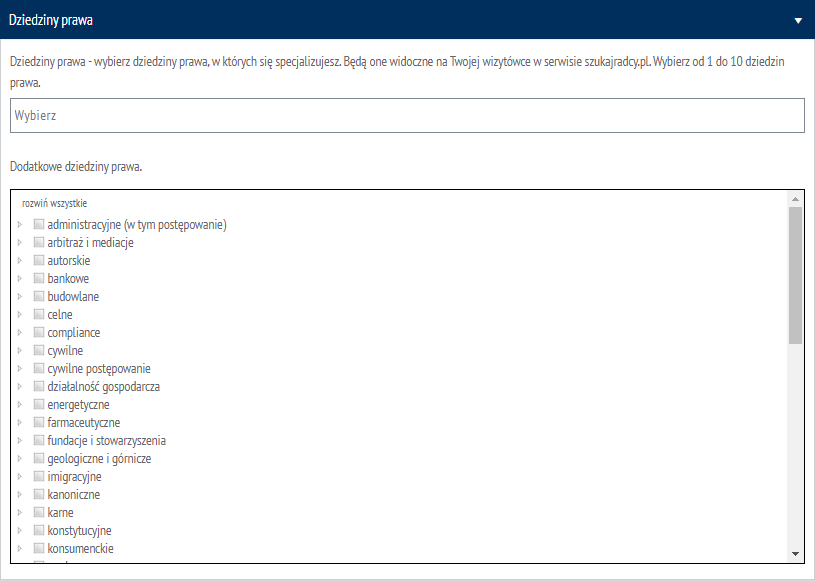 Dziedziny prawa
Dziedziny prawa - wybierz dziedziny prawa, w których się specjalizujesz. Będą one widoczne na Twojej wizytówce w serwisie szukajradcy.pl. Wybierz od 1 do 10 dziedzin
prawa.
Wybierz
Dodatkowe dziedziny prawa.
rozwiń wszystkie
administracyjne (w tym postępowanie)
arbitraż i mediacje
autorskie
bankowe
budowlane
celne
compliance
cywilne
cywilne postępowanie
działalność gospodarcza
energetyczne
farmaceutyczne
fundacje i stowarzyszenia
geologiczne i górnicze
imigracyjne
kanoniczne
karne
konstytucyjne
konsumenckie